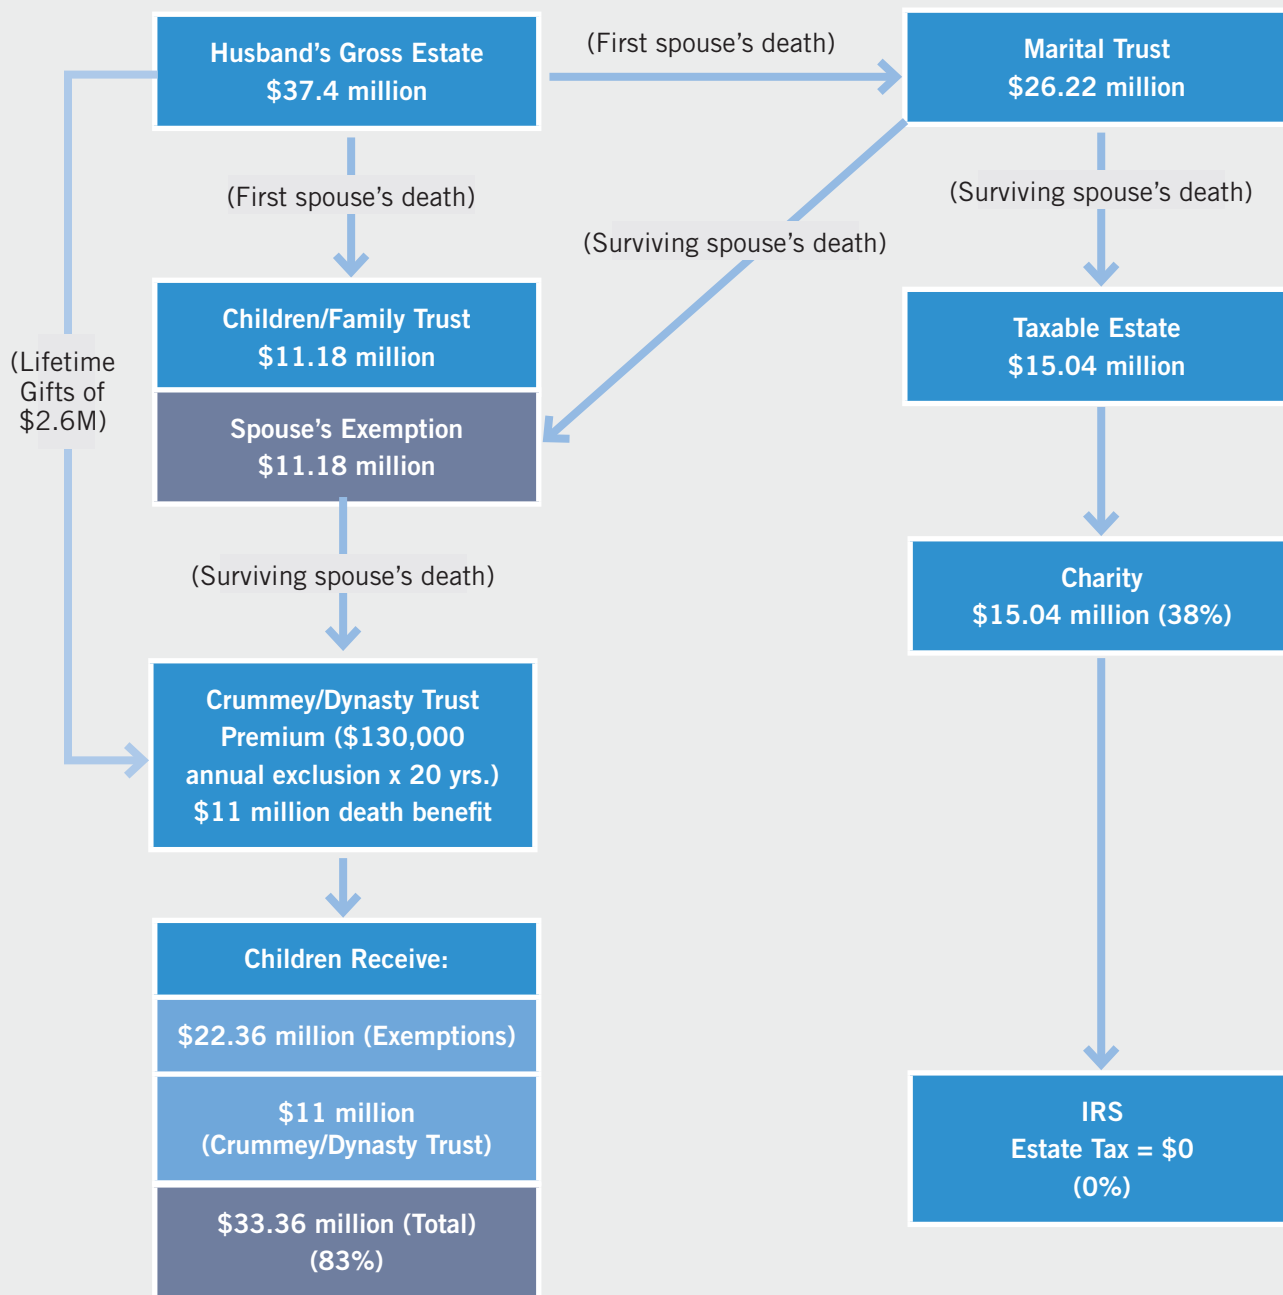 Husband’s Gross Estate
$37.4 million
(First spouse’s death)
Marital Trust
$26.22 million
(First spouse’s death)
(Surviving spouse’s death)
(Surviving spouse’s death)
Children/Family Trust
$11.18 million
Spouse’s Exemption
$11.18 million
Taxable Estate
$15.04 million
(Lifetime
Gifts of
$2.6M)
(Surviving spouse’s death)
Charity
$15.04 million (38%)
Crummey/Dynasty Trust
Premium ($130,000
annual exclusion x 20 yrs.)
$11 million death benefit
Children Receive:
$22.36 million (Exemptions)
$11 million
(Crummey/Dynasty Trust)
$33.36 million (Total)
(83%)
IRS
Estate Tax = $0
(0%)